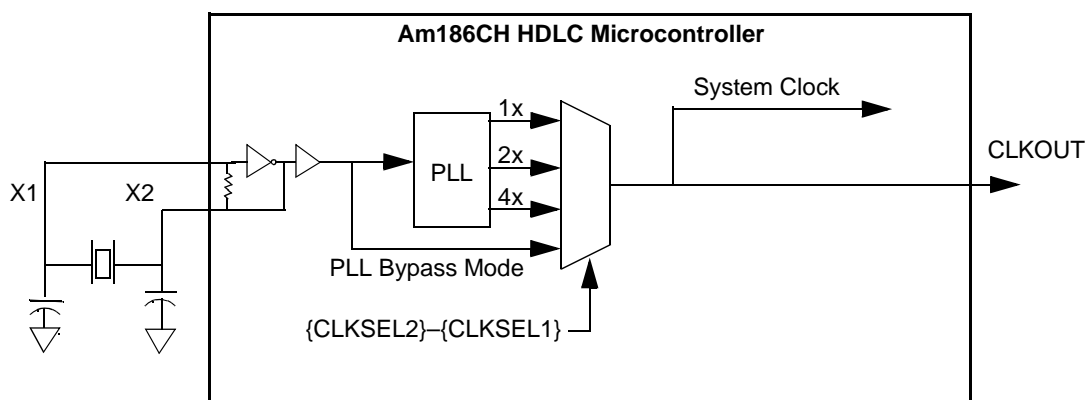 Am186CH HDLC Microcontroller
System Clock
1x
CLKOUT
2x
PLL
X1
X2
4x
PLL Bypass Mode
{CLKSEL2}–{CLKSEL1}